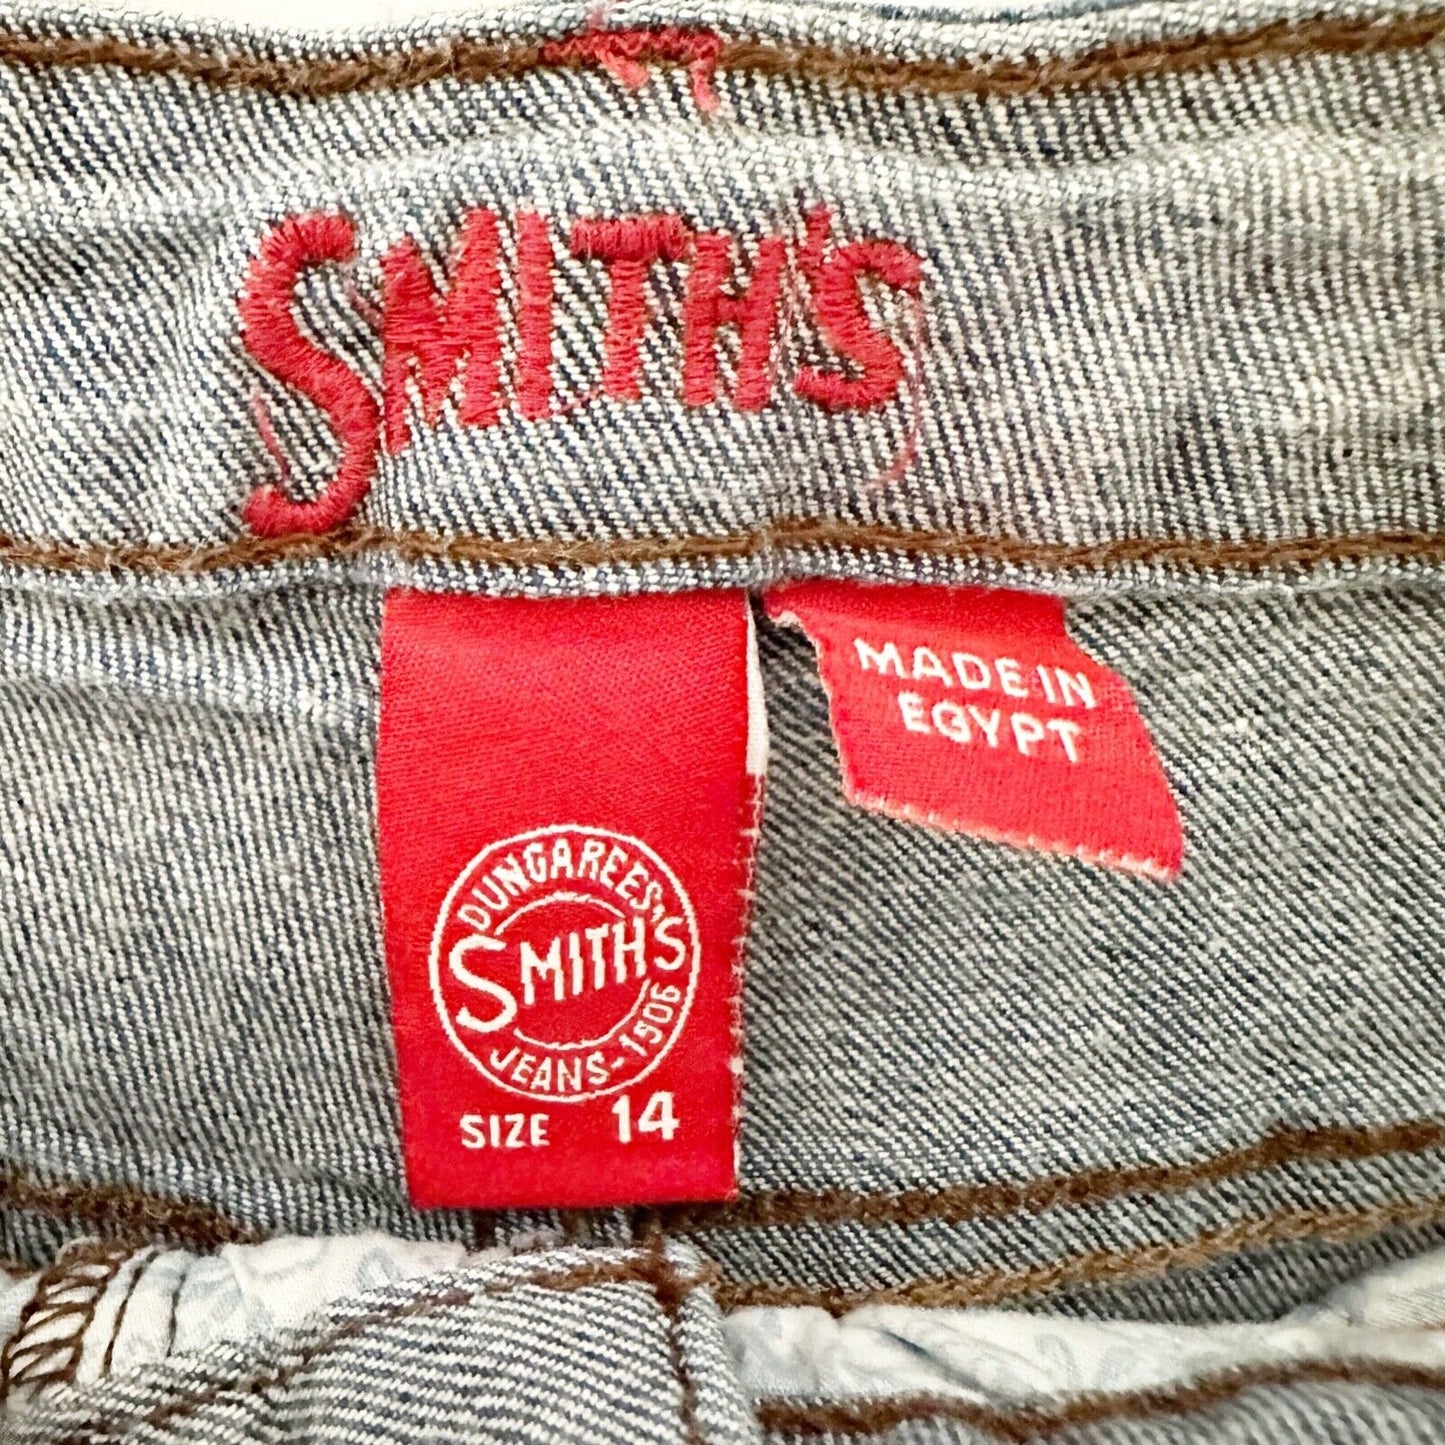 SMITH'S
MADE IN
EGYPT
DUNGAREES
SMITH'S
JEANS-1906
SIZE 14